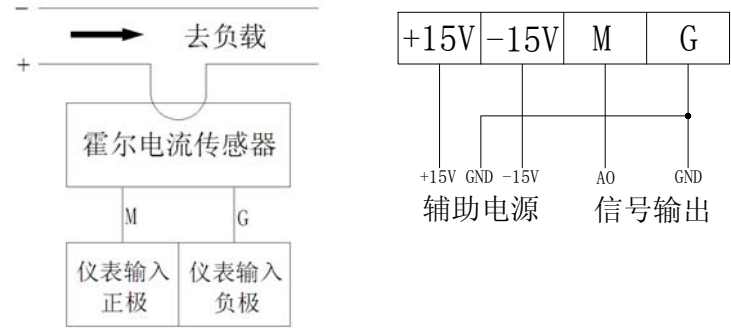 −
去负载
+
霍尔电流传感器
M
G
仪表输入
正极
仪表输入
负极
+15V
−15V
M
G
+15V
GND
−15V
AO
GND
辅助电源
信号输出